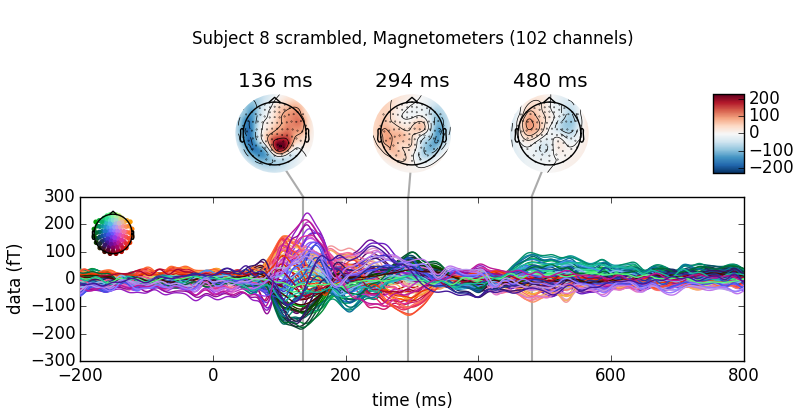 Subject 8 scrambled, Magnetometers (102 channels)
136 ms 294 ms 480 ms
200
100
0
−100
−200
300
200
100
0
−100
−200
−300
data (fT)
−200 0 200 400 600 800
time (ms)